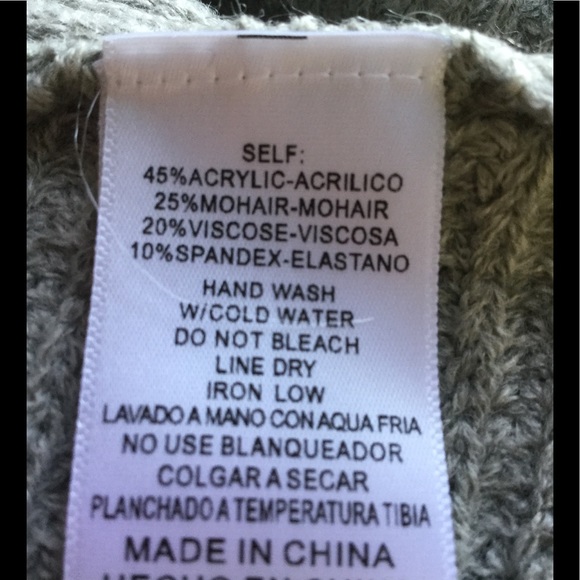 SELF:
45%ACRYLIC-ACRILICO
25%MOHAIR-MOHAIR
20%VISCOSE-VISCOSA
10%SPANDEX-ELASTANO
HAND WASH
W/COLD WATER
DO NOT BLEACH
LINE DRY
IRON LOW
LAVADO A MANO CON AQUA FRIA
NO USE BLANQUEADOR
COLGAR A SECAR
PLANCHADO A TEMPERATURA TIBIA
MADE IN CHINA
HECHO EN